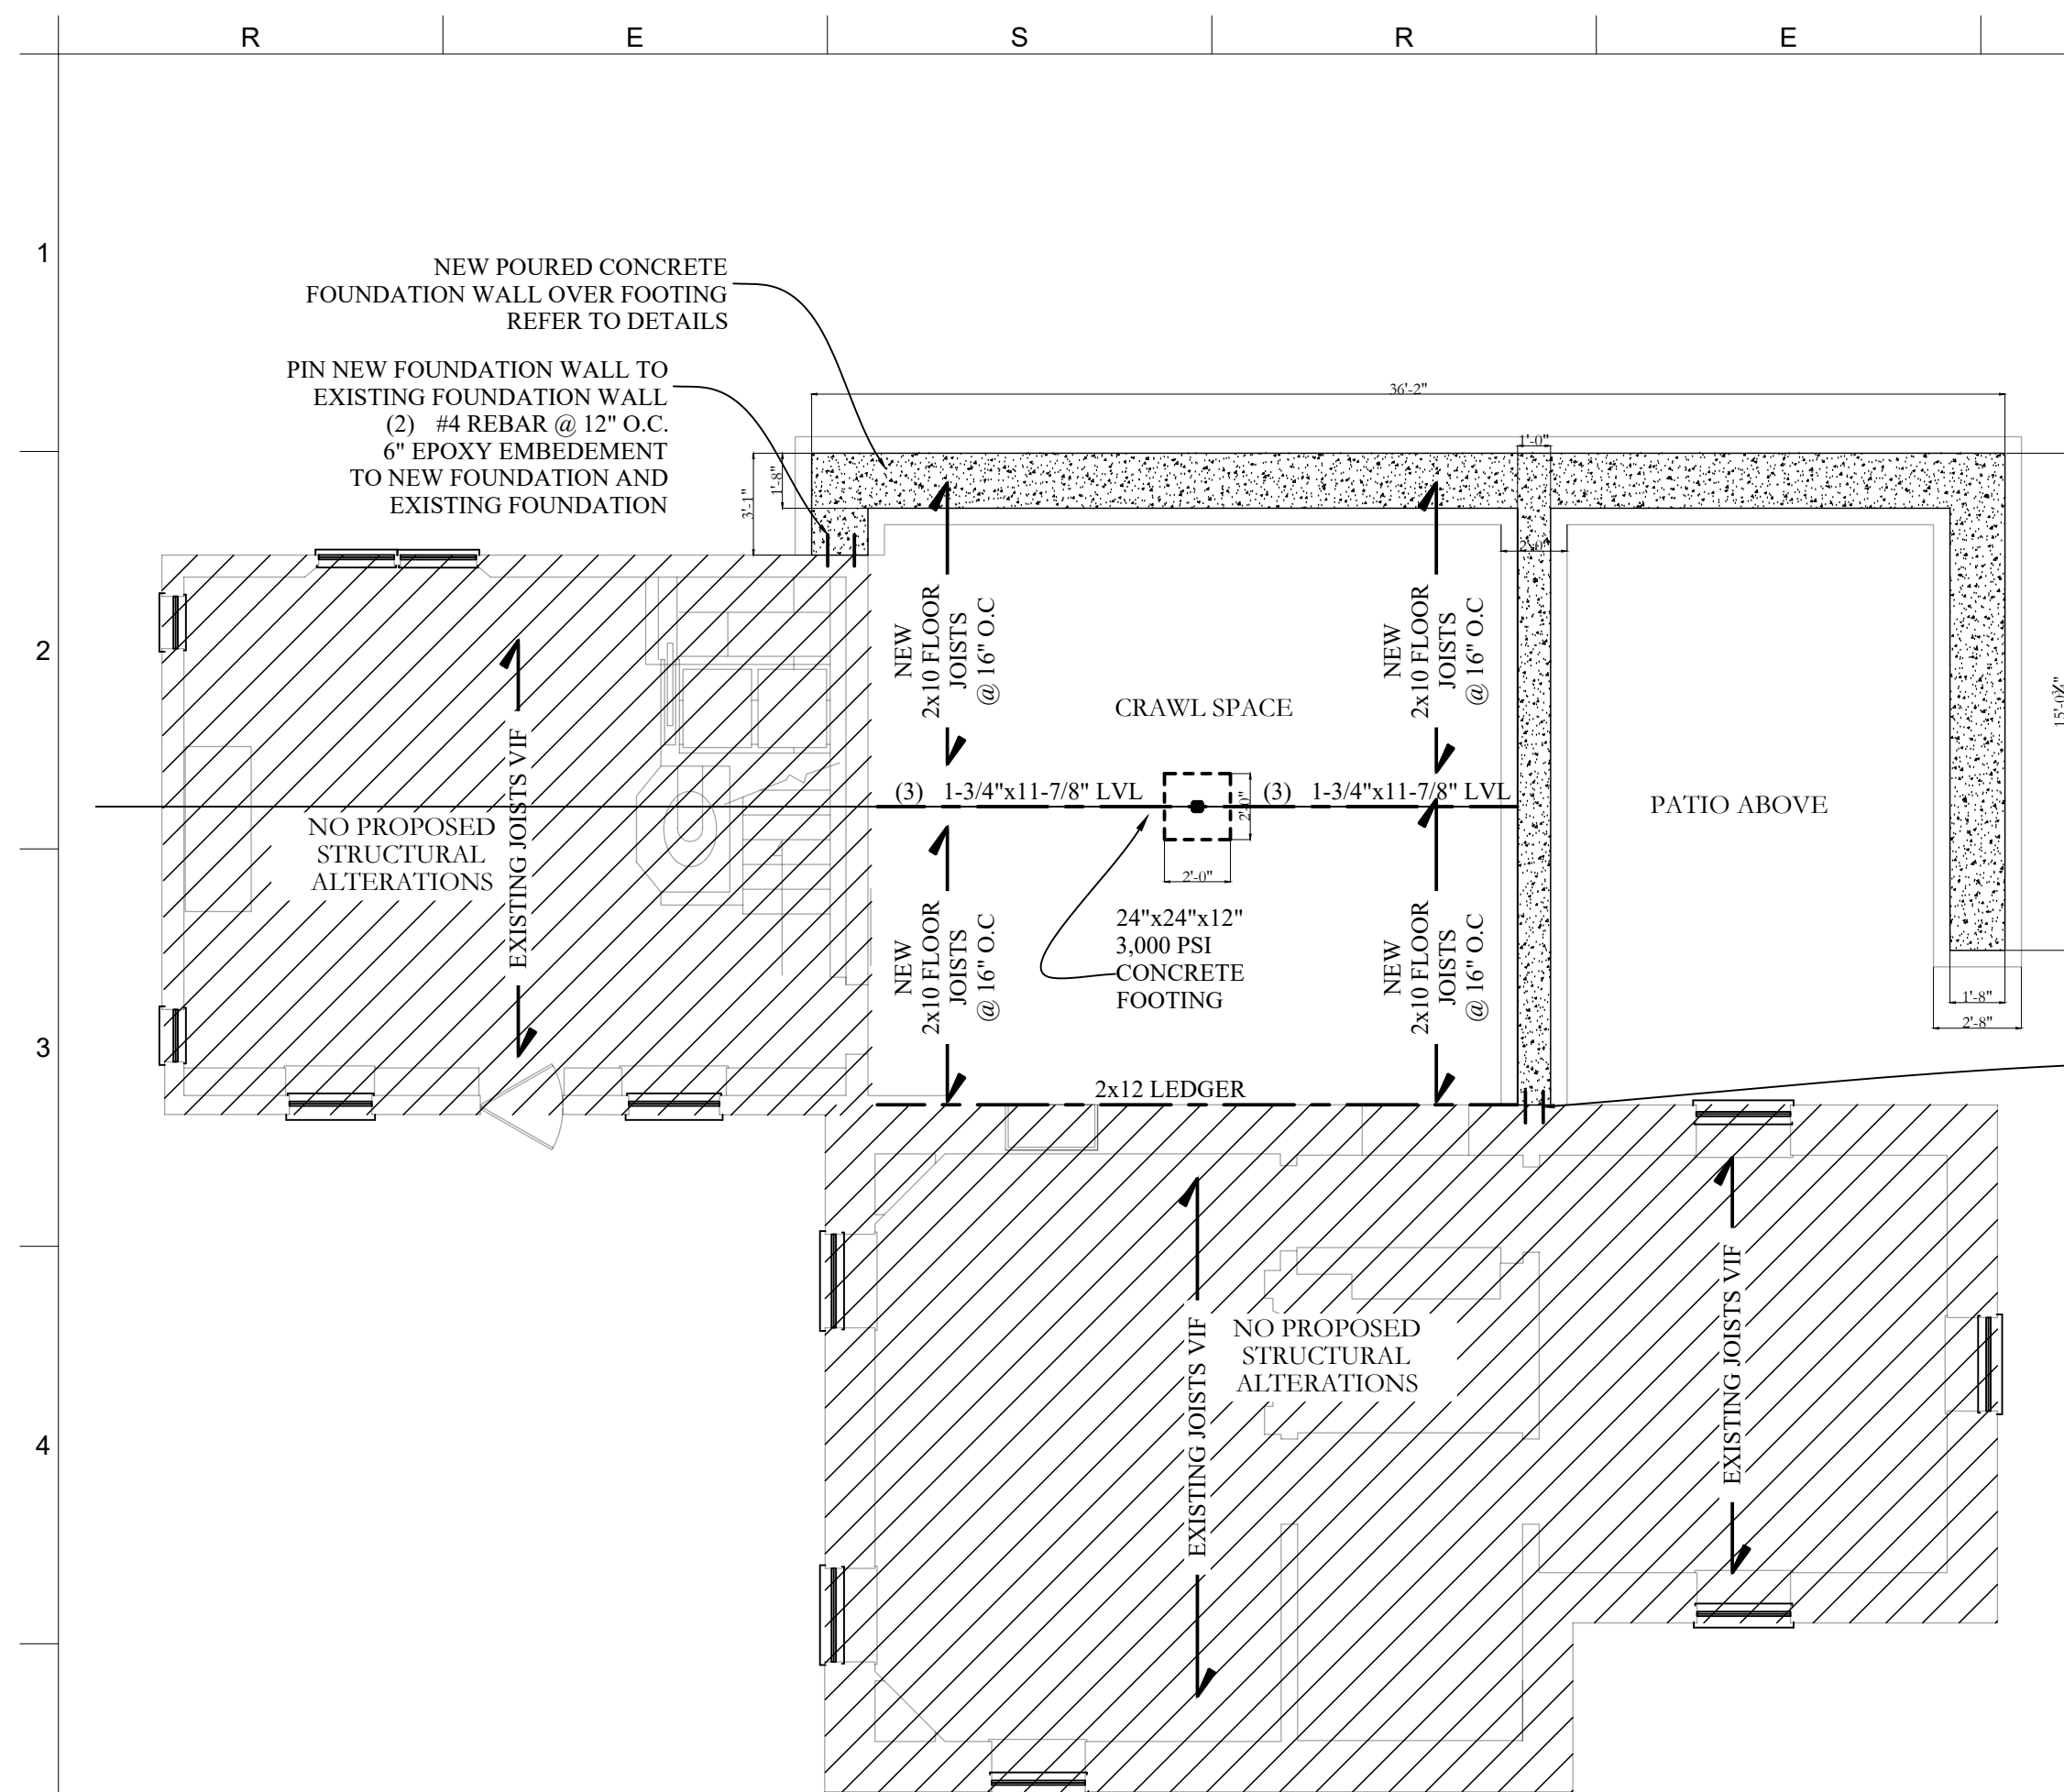 R E S R E
1
NEW POURED CONCRETE
FOUNDATION WALL OVER FOOTING
REFER TO DETAILS
PIN NEW FOUNDATION WALL TO
EXISTING FOUNDATION WALL
(2) #4 REBAR @ 12" O.C.
6" EPOXY EMBEDEMENT
TO NEW FOUNDATION AND
EXISTING FOUNDATION
36'-2"
1'-0"
1'-8"
3'-1"
2'-0"
2
NEW
2x10 FLOOR
JOISTS
@ 16" O.C
NEW
2x10 FLOOR
JOISTS
@ 16" O.C
CRAWL SPACE
15'-0¾"
EXISTING JOISTS VIF
(3) 1-3/4"x11-7/8" LVL
(3) 1-3/4"x11-7/8" LVL
2'-0"
2'-0"
PATIO ABOVE
NO PROPOSED
STRUCTURAL
ALTERATIONS
NEW
2x10 FLOOR
JOISTS
@ 16" O.C
24"x24"x12"
3,000 PSI
CONCRETE
FOOTING
NEW
2x10 FLOOR
JOISTS
@ 16" O.C
1'-8"
2'-8"
3
2x12 LEDGER
EXISTING JOISTS VIF
NO PROPOSED
STRUCTURAL
ALTERATIONS
EXISTING JOISTS VIF
4